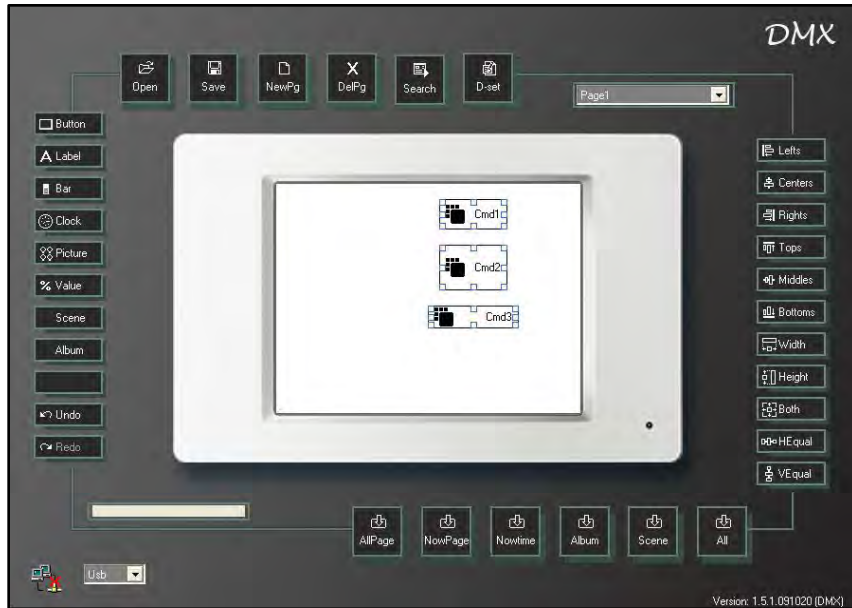 DMX
Open
Save
NewPg
DelPg
Search
D-set
Page1
Button
Label
Bar
Clock
Picture
% Value
Scene
Album
Undo
Redo
Cmd1
Cmd2
Cmd3
Lefts
Centers
Rights
Tops
Middles
Bottoms
Width
Height
Both
HEqual
VEqual
AllPage
NowPage
Nowtime
Album
Scene
All
Usb
Version: 1.5.1.091020 (DMX)